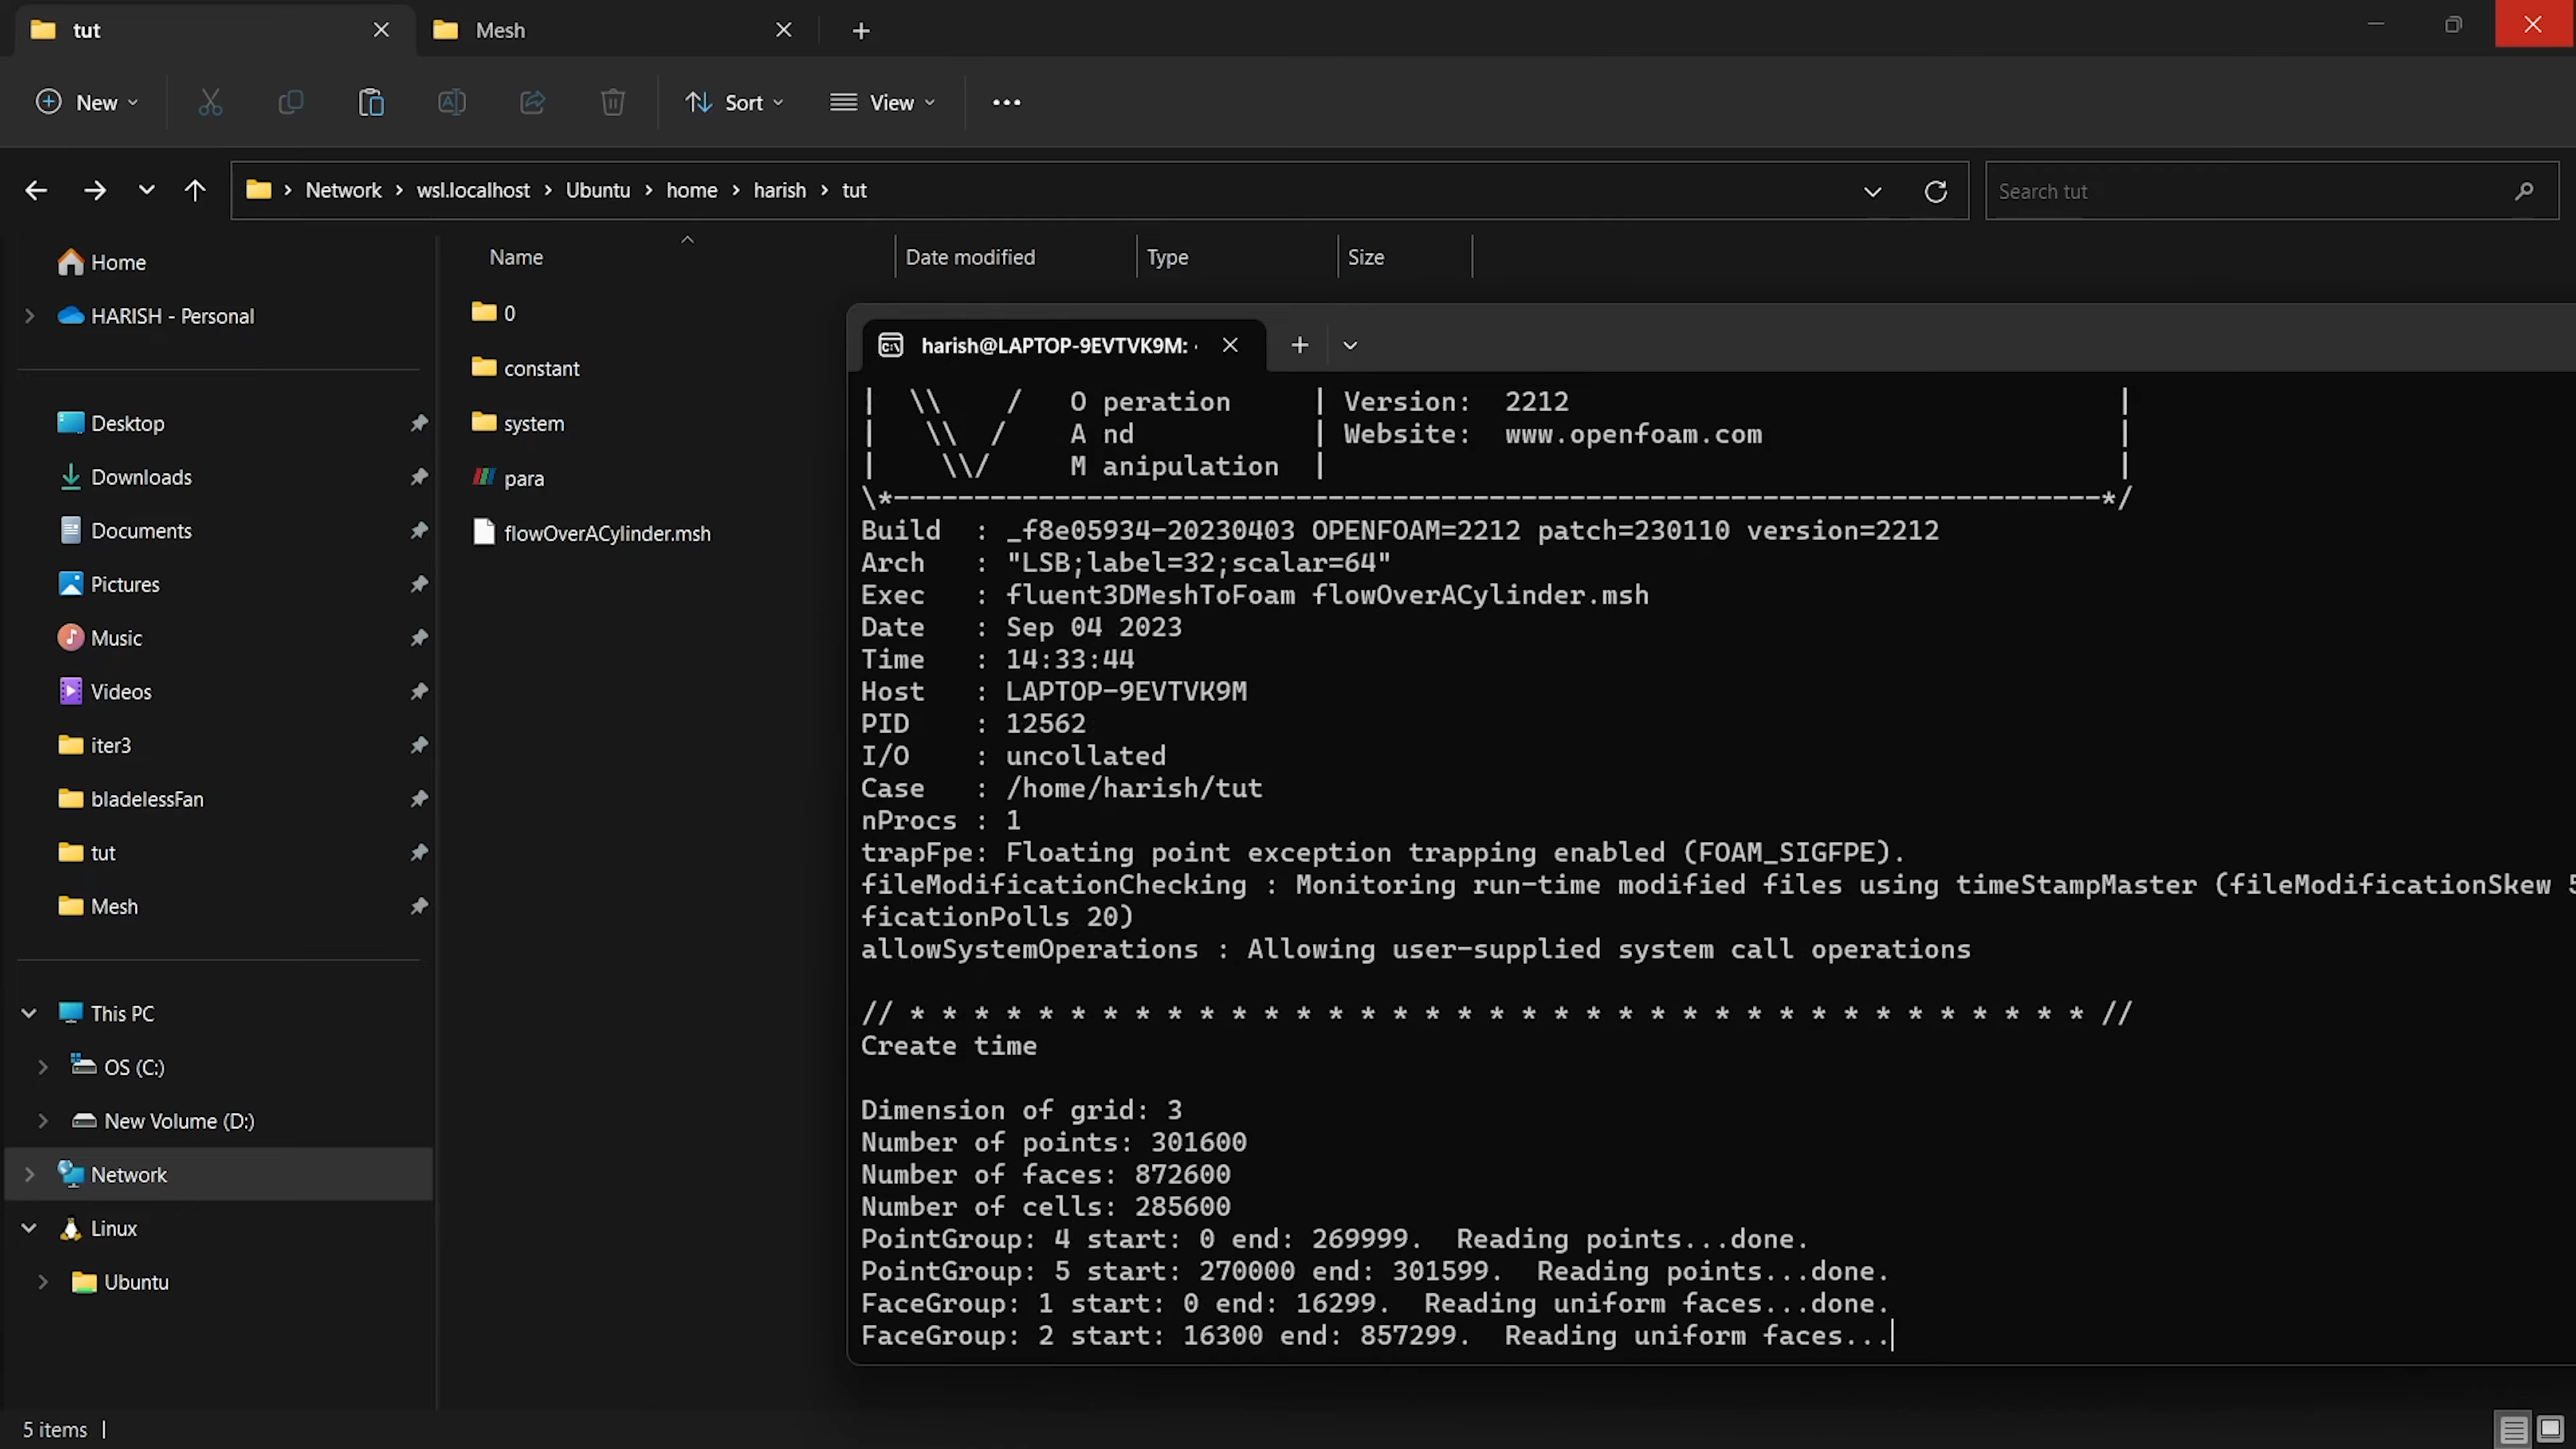 tut
Mesh
New
Sort
View
Network > wsl.localhost > Ubuntu > home > harish > tut
Search tut
Home
HARISH - Personal
Desktop
Downloads
Documents
Pictures
Music
Videos
iter3
bladelessFan
tut
Mesh
This PC
OS (C:)
New Volume (D:)
Network
Linux
Ubuntu
Name
Date modified
Type
Size
0
constant
system
para
flowOverACylinder.msh
harish@LAPTOP-9EVTVK9M:
|   \\    /   O peration     | Version:  2212                                  |
|    \\  /    A nd           | Website:  www.openfoam.com                      |
|     \\/     M anipulation  |                                                 |
\*---------------------------------------------------------------------------*/
Build  : _f8e05934-20230403 OPENFOAM=2212 patch=230110 version=2212
Arch   : "LSB;label=32;scalar=64"
Exec   : fluent3DMeshToFoam flowOverACylinder.msh
Date   : Sep 04 2023
Time   : 14:33:44
Host   : LAPTOP-9EVTVK9M
PID    : 12562
I/O    : uncollated
Case   : /home/harish/tut
nProcs : 1
trapFpe: Floating point exception trapping enabled (FOAM_SIGFPE).
fileModificationChecking : Monitoring run-time modified files using timeStampMaster (fileModificationSkew
ficationPolls 20)
allowSystemOperations : Allowing user-supplied system call operations
// * * * * * * * * * * * * * * * * * * * * * * * * * * * * * * * * * * * * * //
Create time
Dimension of grid: 3
Number of points: 301600
Number of faces: 872600
Number of cells: 285600
PointGroup: 4 start: 0 end: 269999.  Reading points...done.
PointGroup: 5 start: 270000 end: 301599.  Reading points...done.
FaceGroup: 1 start: 0 end: 16299.  Reading uniform faces...done.
FaceGroup: 2 start: 16300 end: 857299.  Reading uniform faces...
5 items